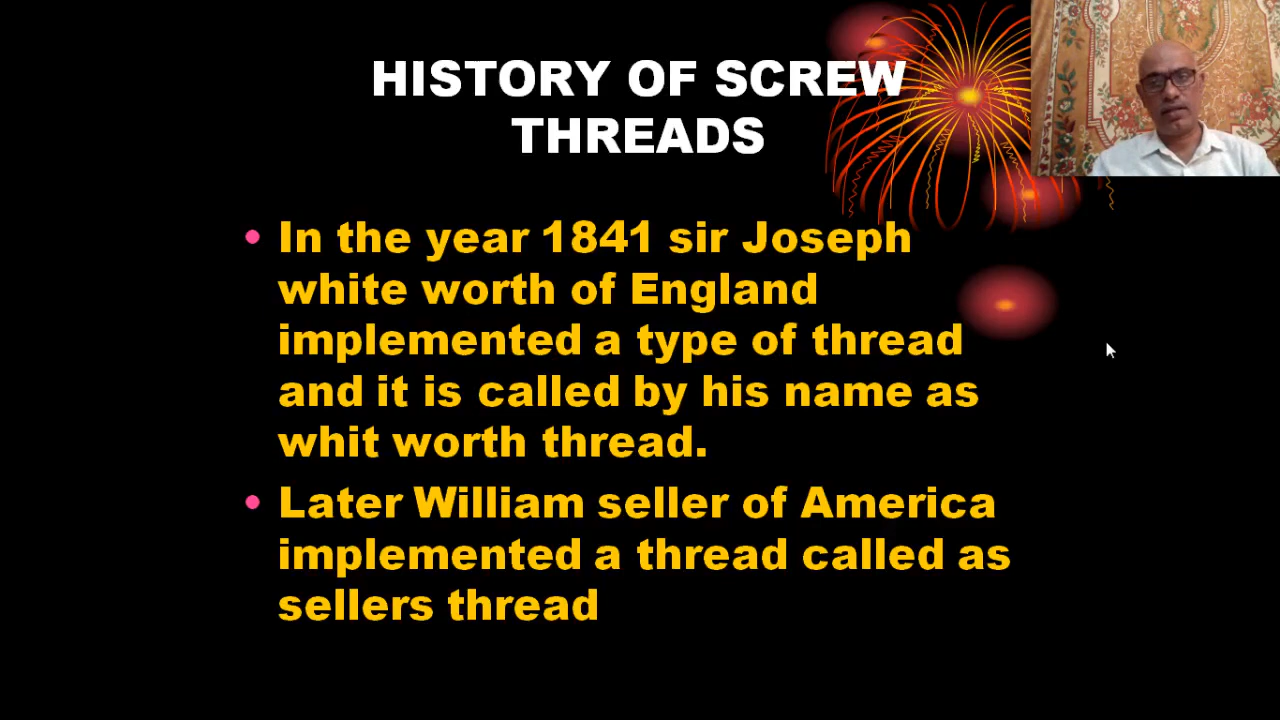 HISTORY OF SCREW
THREADS
• In the year 1841 sir Joseph
white worth of England
implemented a type of thread
and it is called by his name as
whit worth thread.
• Later William seller of America
implemented a thread called as
sellers thread